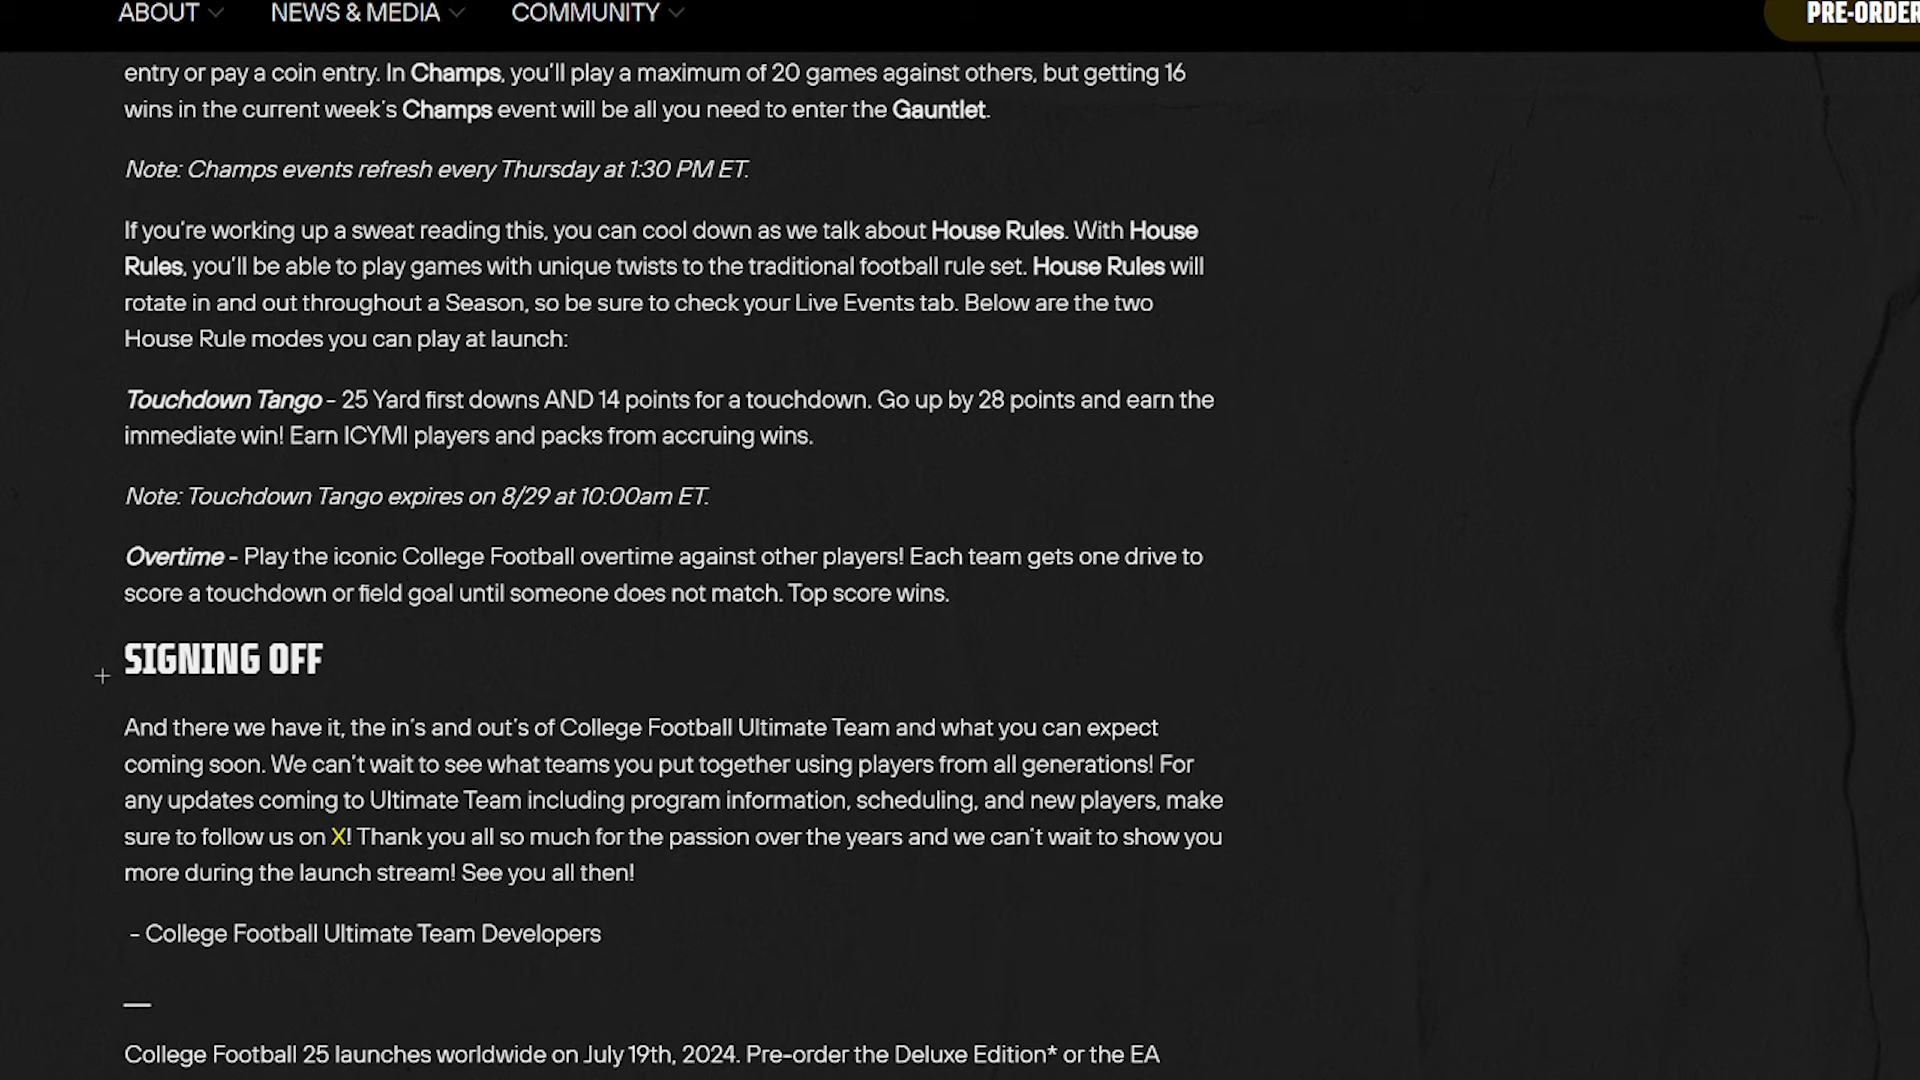 ABOUT NEWS & MEDIA COMMUNITY PRE-ORDER
entry or pay a coin entry. In Champs, you'll play a maximum of 20 games against others, but getting 16
wins in the current week's Champs event will be all you need to enter the Gauntlet.
Note: Champs events refresh every Thursday at 1:30 PM ET.
If you're working up a sweat reading this, you can cool down as we talk about House Rules. With House
Rules, you'll be able to play games with unique twists to the traditional football rule set. House Rules will
rotate in and out throughout a Season, so be sure to check your Live Events tab. Below are the two
House Rule modes you can play at launch:
Touchdown Tango - 25 Yard first downs AND 14 points for a touchdown. Go up by 28 points and earn the
immediate win! Earn ICYMI players and packs from accruing wins.
Note: Touchdown Tango expires on 8/29 at 10:00am ET.
Overtime - Play the iconic College Football overtime against other players! Each team gets one drive to
score a touchdown or field goal until someone does not match. Top score wins.
SIGNING OFF
And there we have it, the in's and out's of College Football Ultimate Team and what you can expect
coming soon. We can't wait to see what teams you put together using players from all generations! For
any updates coming to Ultimate Team including program information, scheduling, and new players, make
sure to follow us on X! Thank you all so much for the passion over the years and we can't wait to show you
more during the launch stream! See you all then!
- College Football Ultimate Team Developers
—
College Football 25 launches worldwide on July 19th, 2024. Pre-order the Deluxe Edition* or the EA